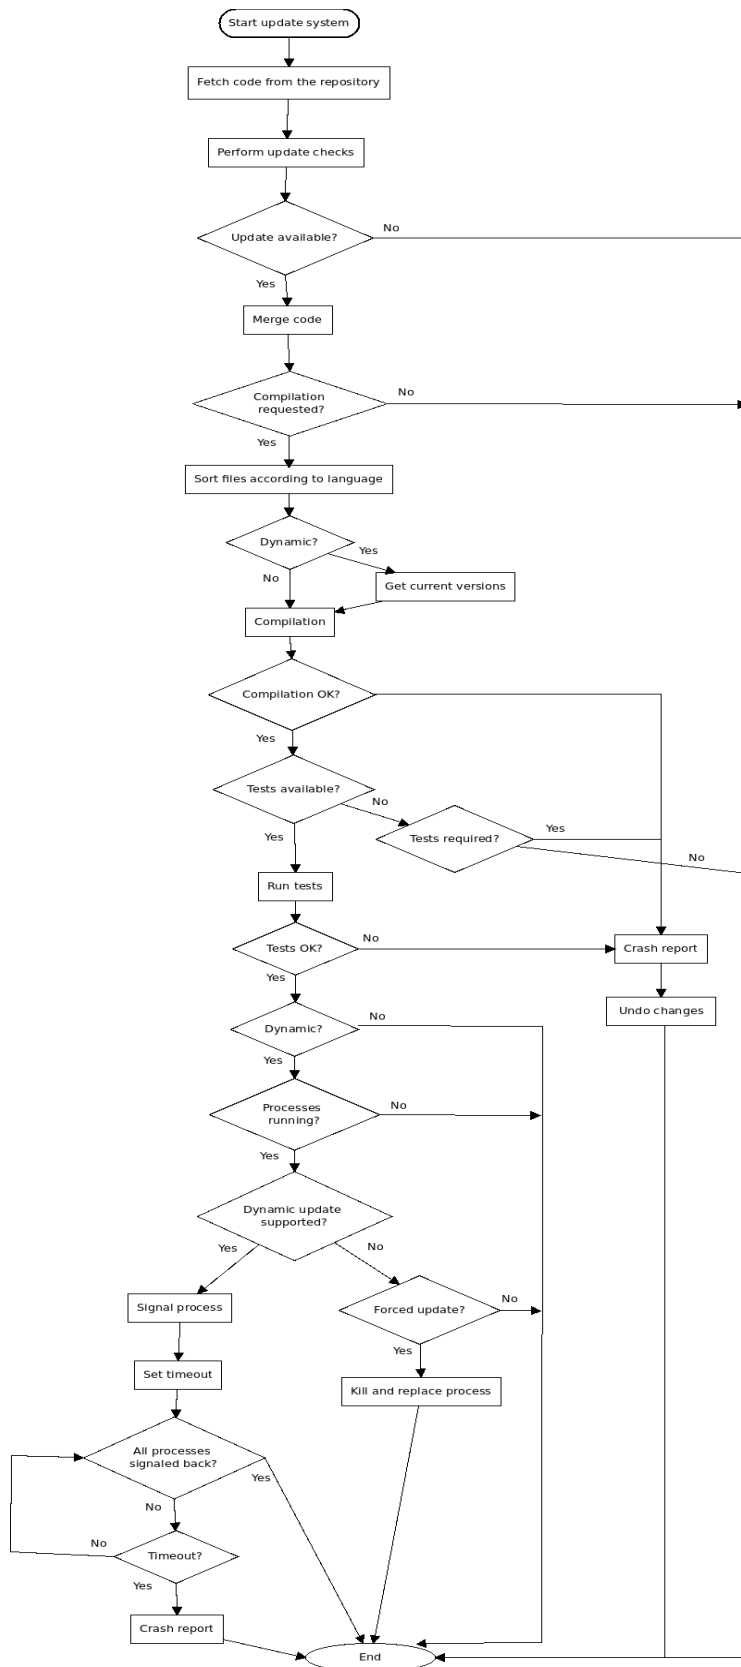 Start update system
Fetch code from the repository
Perform update checks
Update available?
No
Yes
Merge code
Compilation
requested?
No
Yes
Sort files according to language
Dynamic?
Yes
No
Get current versions
Compilation
Compilation OK?
Yes
Tests available?
No
Yes
Tests required?
Yes
No
Run tests
Tests OK?
No
Crash report
Yes
Undo changes
Dynamic?
No
Yes
Processes
running?
No
Yes
Dynamic update
supported?
Yes
No
Signal process
Forced update?
No
Yes
Set timeout
Kill and replace process
All processes
signaled back?
Yes
No
No
Timeout?
Yes
Crash report
End